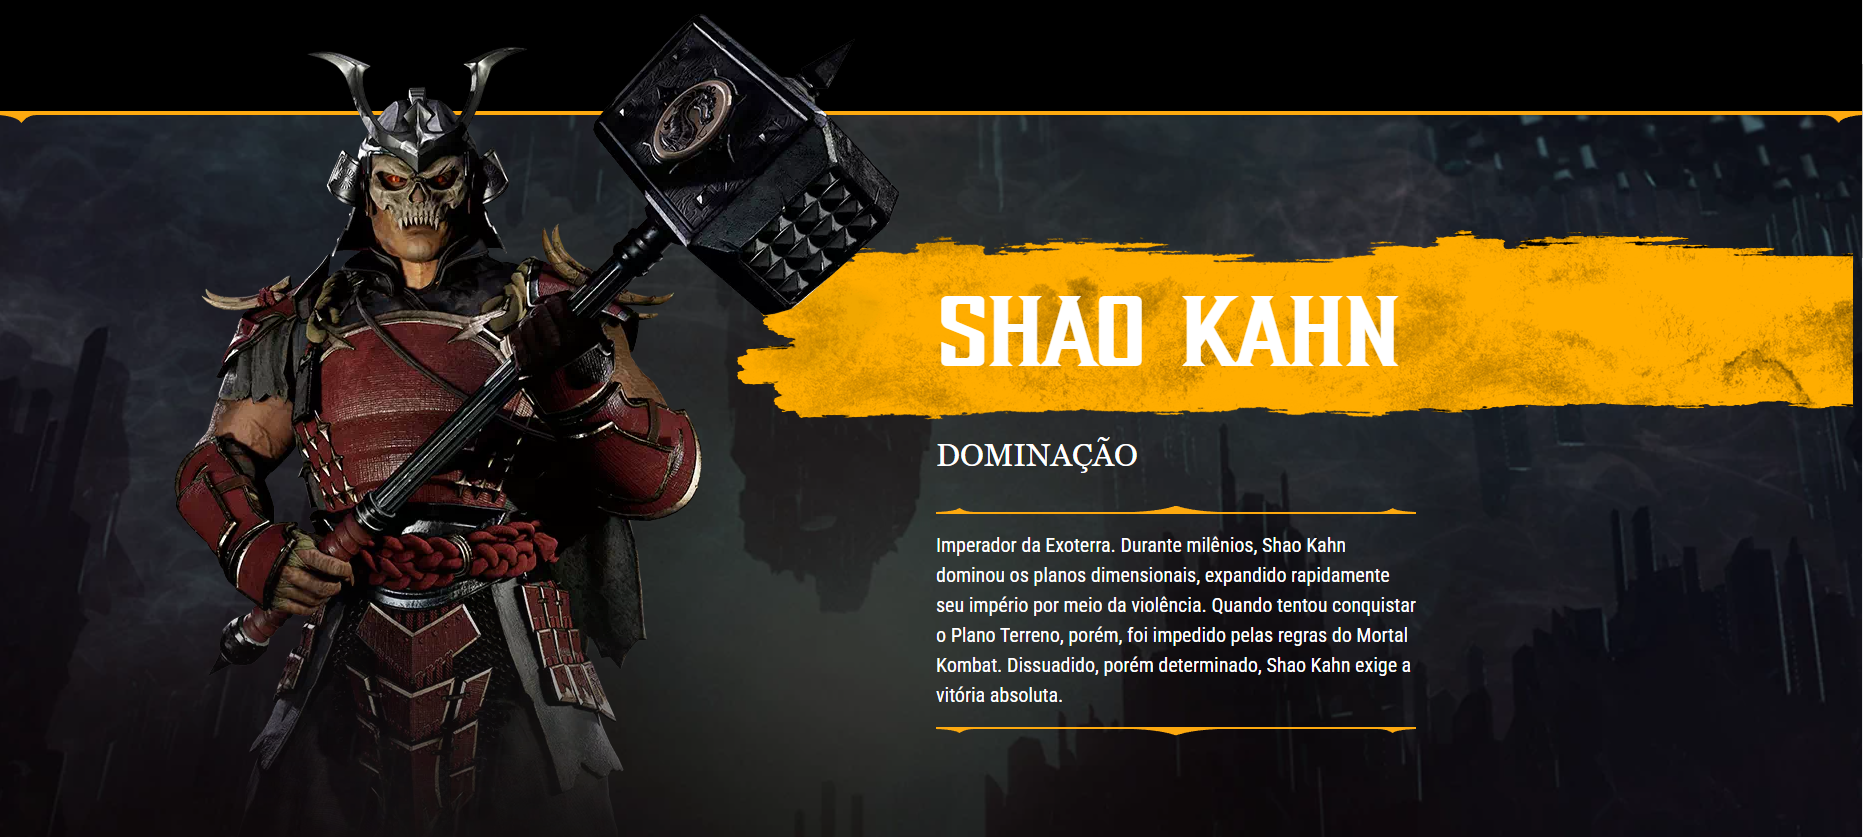 SHAO KAHN
DOMINAÇÃO
Imperador da Exoterra. Durante milênios, Shao Kahn
dominou os planos dimensionais, expandido rapidamente
seu império por meio da violência. Quando tentou conquistar
o Plano Terreno, porém, foi impedido pelas regras do Mortal
Kombat. Dissuadido, porém determinado, Shao Kahn exige a
vitória absoluta.